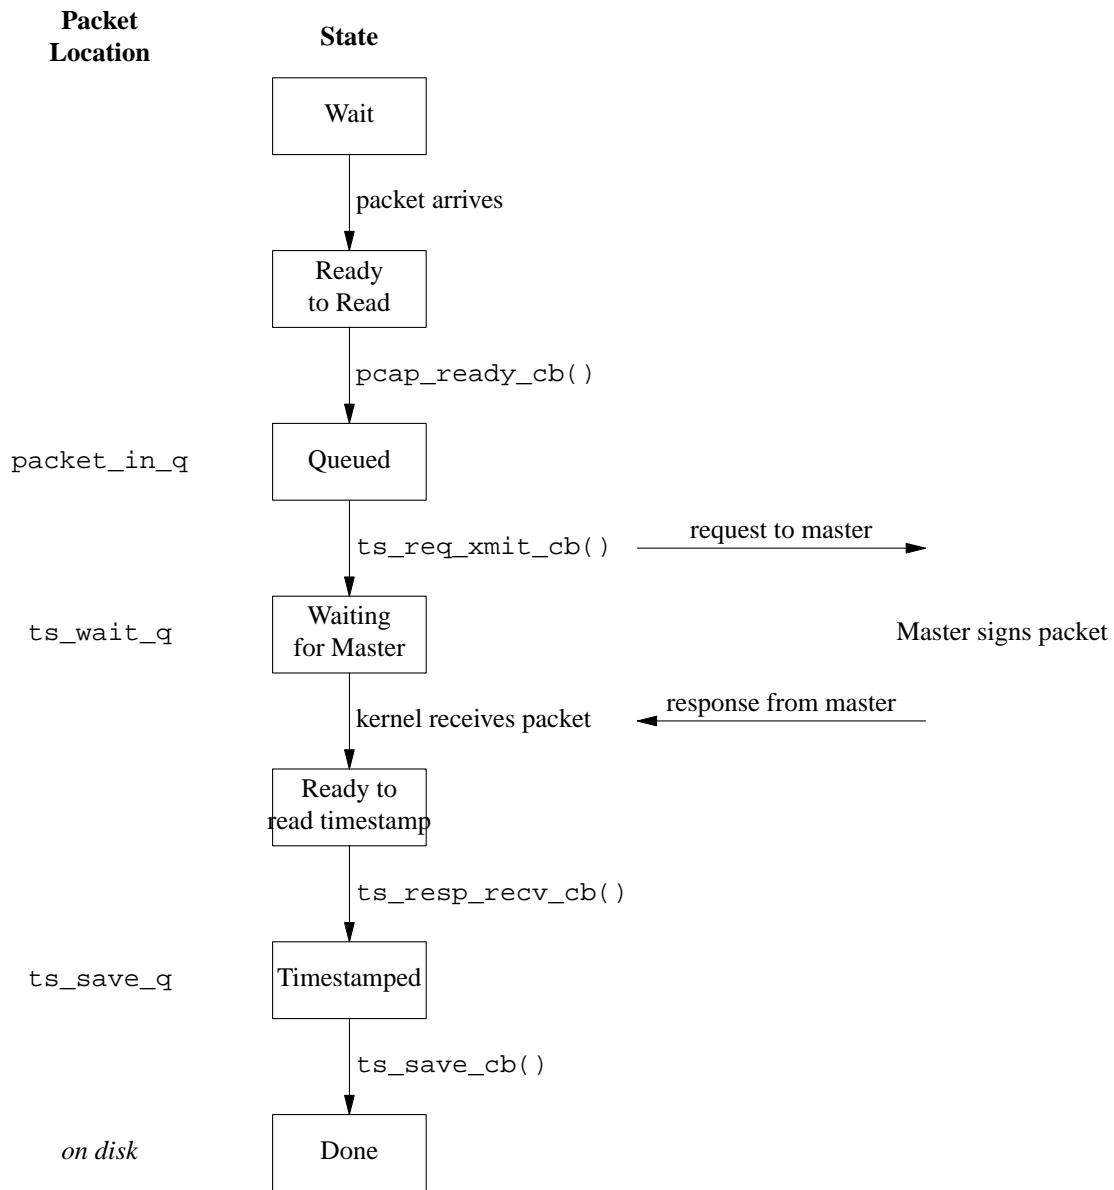 Packet
Location
State
Wait
packet arrives
Ready
to Read
pcap_ready_cb()
packet_in_q
Queued
ts_req_xmit_cb()
request to master
ts_wait_q
Waiting
for Master
Master signs packet
kernel receives packet
response from master
Ready to
read timestamp
ts_resp_recv_cb()
ts_save_q
Timestamped
ts_save_cb()
on disk
Done